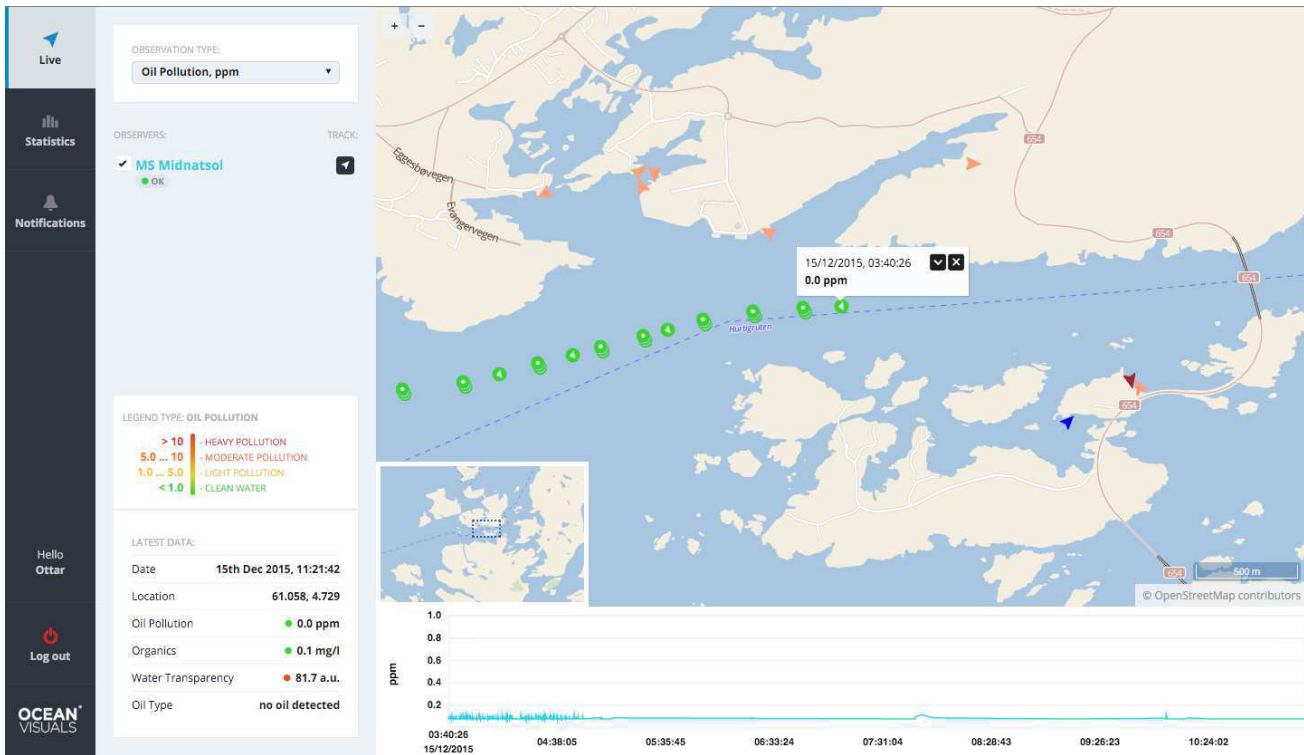 Live
Statistics
Notifications
Hello
Ottar
Log out
OCEAN
VISUALS
OBSERVATION TYPE:
Oil Pollution, ppm
OBSERVERS:
TRACK:
MS Midnatsol
OK
LEGEND TYPE: OIL POLLUTION
> 10 - HEAVY POLLUTION
5.0 ... 10 - MODERATE POLLUTION
1.0 ... 5.0 - LIGHT POLLUTION
< 1.0 - CLEAN WATER
LATEST DATA:
Date 15th Dec 2015, 11:21:42
Location 61.058, 4.729
Oil Pollution 0.0 ppm
Organics 0.1 mg/l
Water Transparency 81.7 a.u.
Oil Type no oil detected
+ −
Eggesbøvegen
Evangervegen
654
654
15/12/2015, 03:40:26
0.0 ppm
654
Hurtigruten
654
654
500 m
© OpenStreetMap contributors
1.0
0.8
0.6
0.4
0.2
ppm
03:40:26
15/12/2015
04:38:05
05:35:45
06:33:24
07:31:04
08:28:43
09:26:23
10:24:02